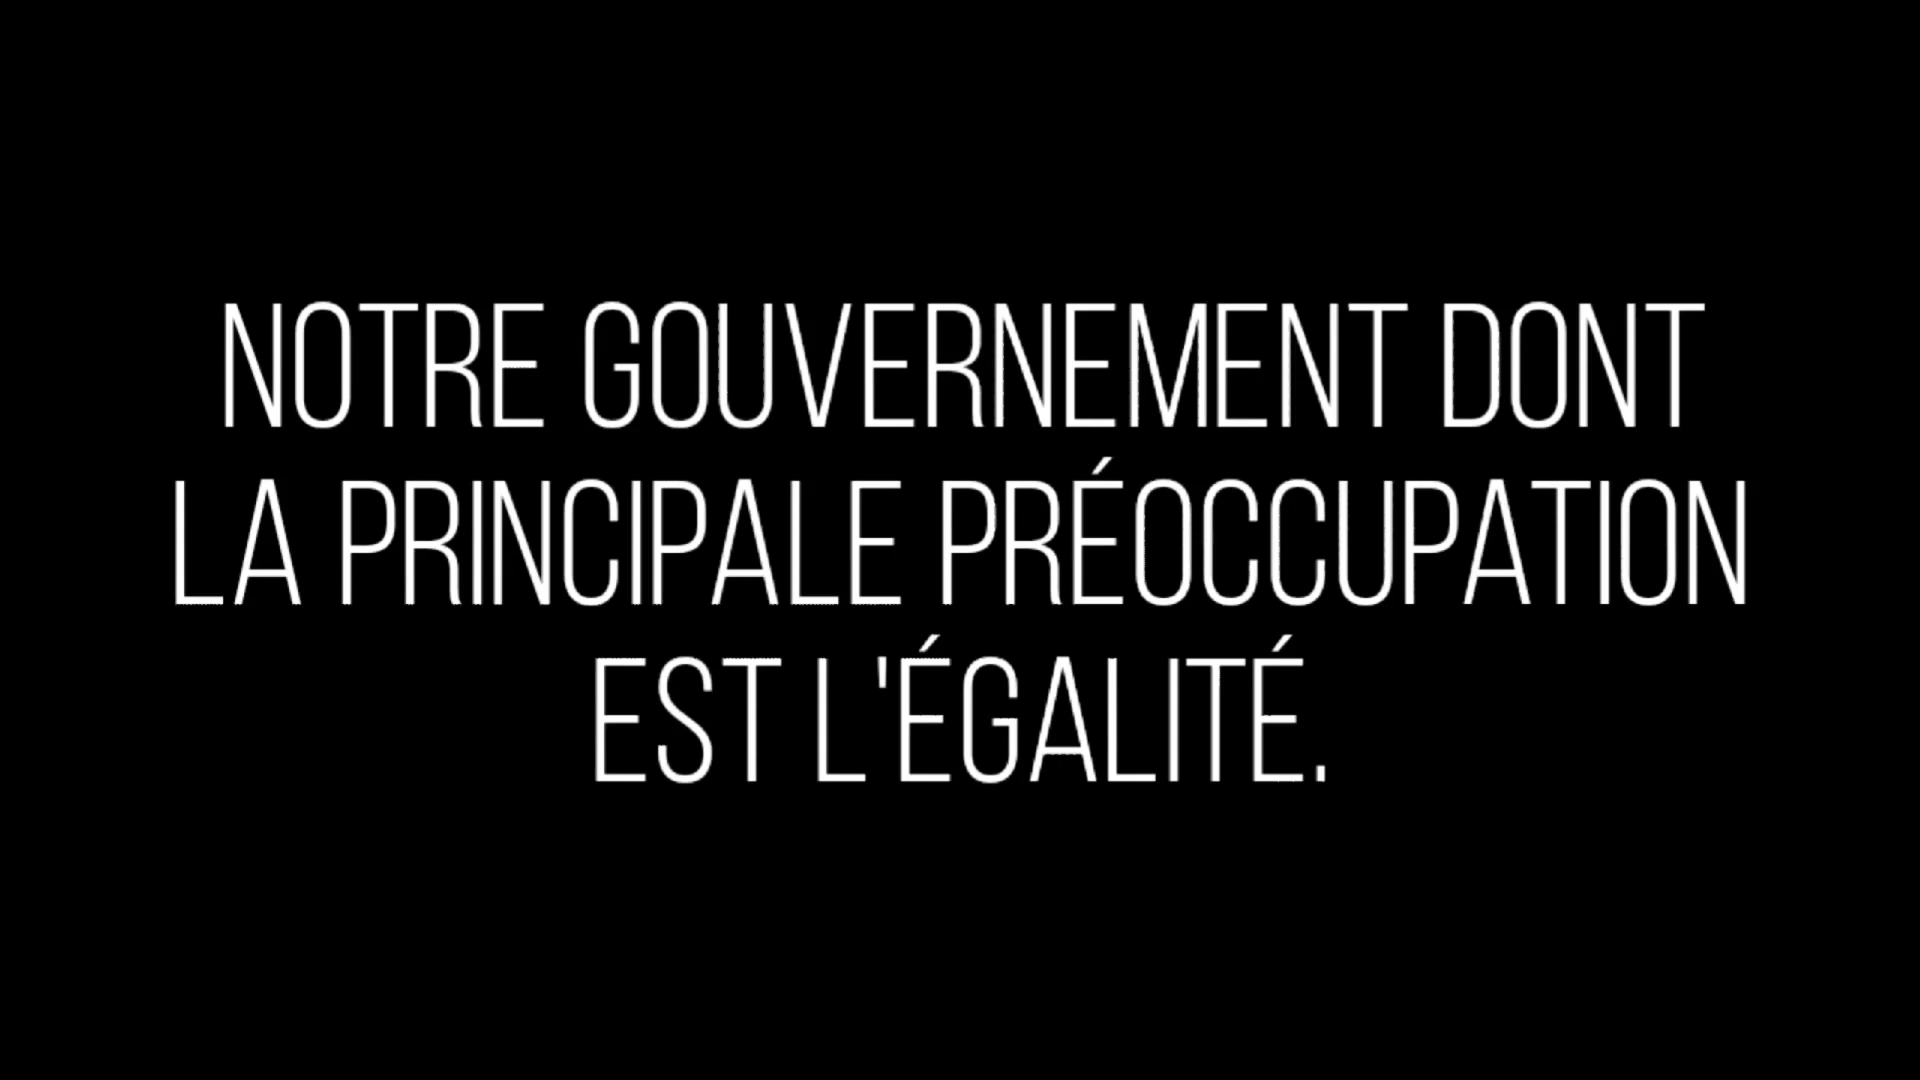 NOTRE GOUVERNEMENT DONT
LA PRINCIPALE PRÉOCCUPATION
EST L'ÉGALITÉ.